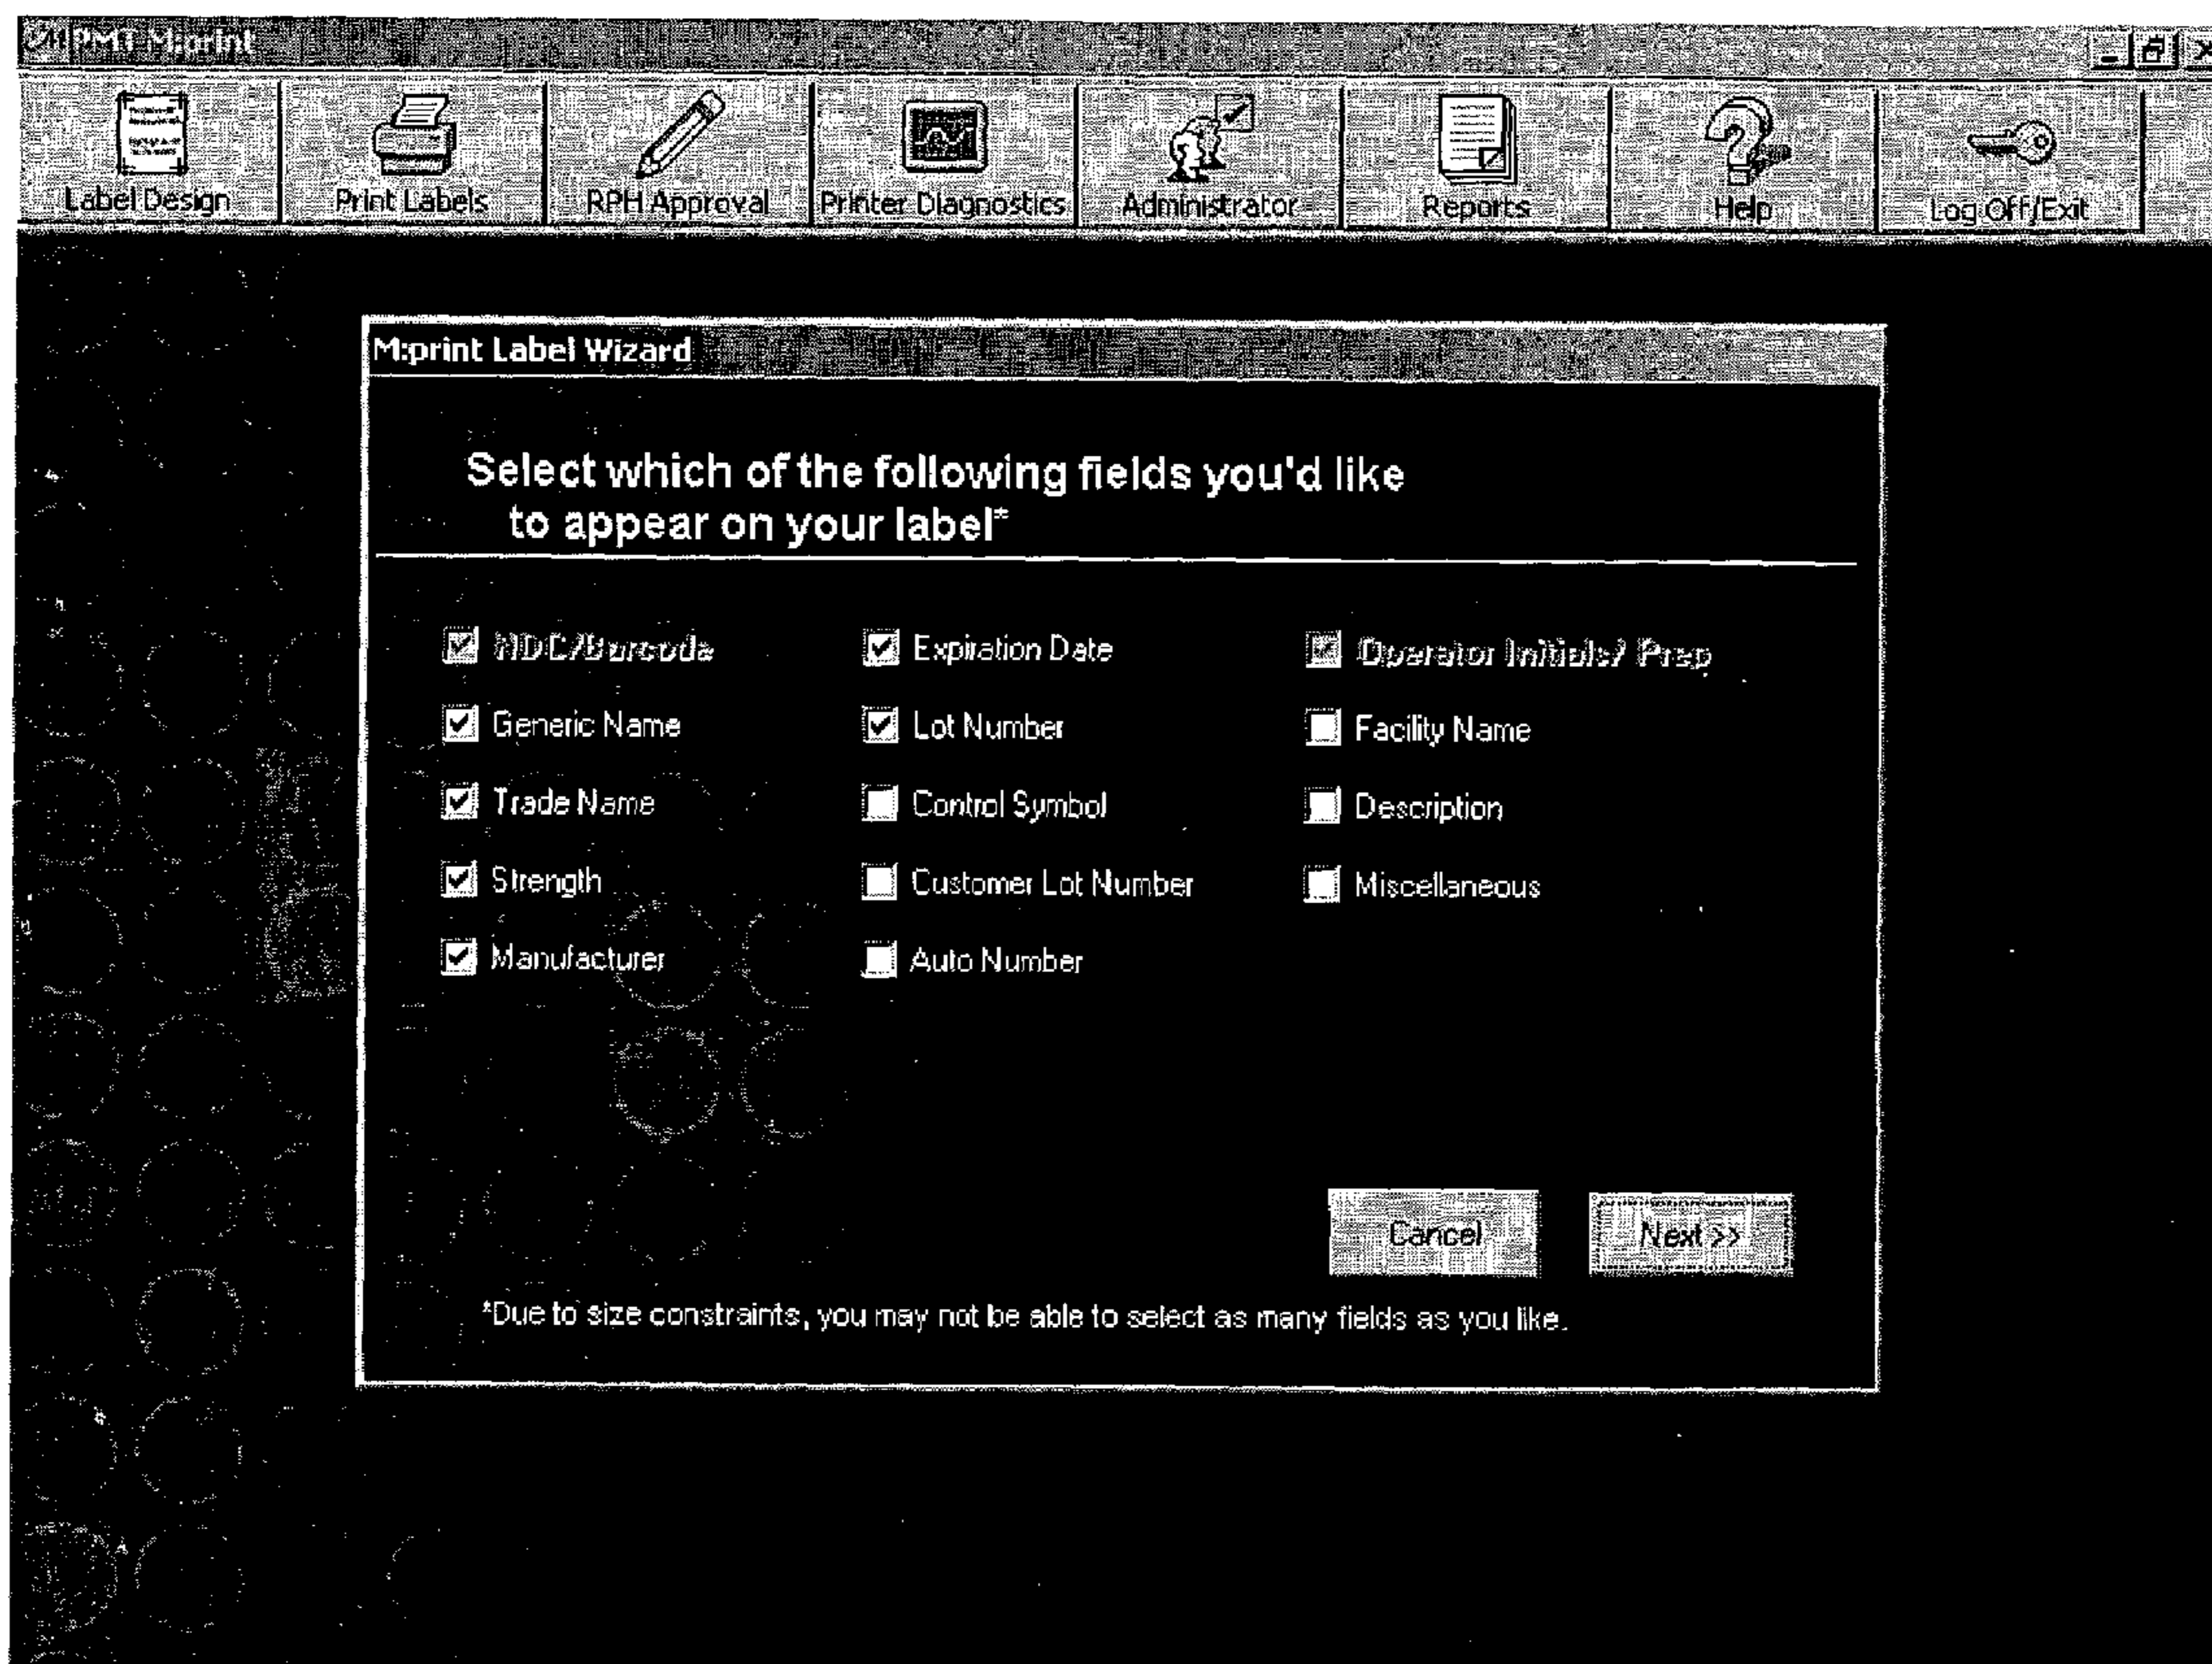 PMT M:print
Label Design
Print Labels
RPH Approval
Printer Diagnostics
Administrator
Reports
Help
Log Off/Exit
M:print Label Wizard
Select which of the following fields you'd like
to appear on your label*
NDC/Barcode
Expiration Date
Operator Initials/ Prep
Generic Name
Lot Number
Facility Name
Trade Name
Control Symbol
Description
Strength
Customer Lot Number
Miscellaneous
Manufacturer
Auto Number
Cancel
Next >>
*Due to size constraints, you may not be able to select as many fields as you like.